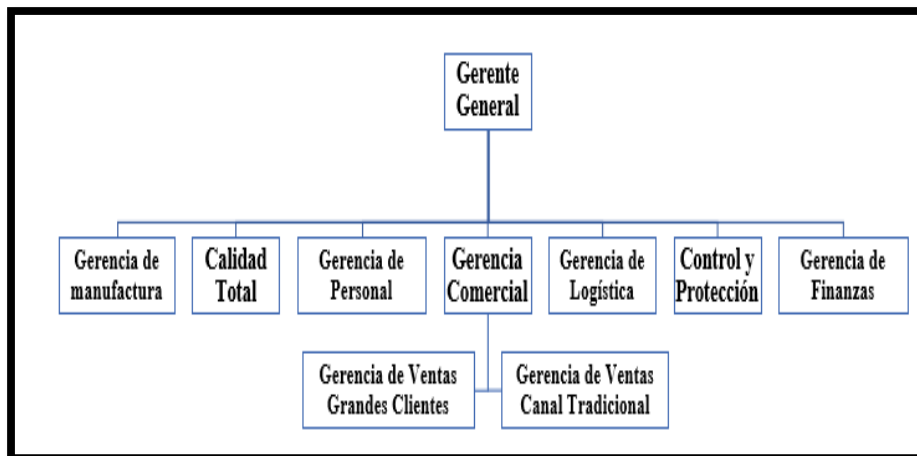 Gerente
General
Gerencia de
manufactura
Calidad
Total
Gerencia de
Personal
Gerencia
Comercial
Gerencia de
Logística
Control y
Protección
Gerencia de
Finanzas
Gerencia de Ventas
Grandes Clientes
Gerencia de Ventas
Canal Tradicional